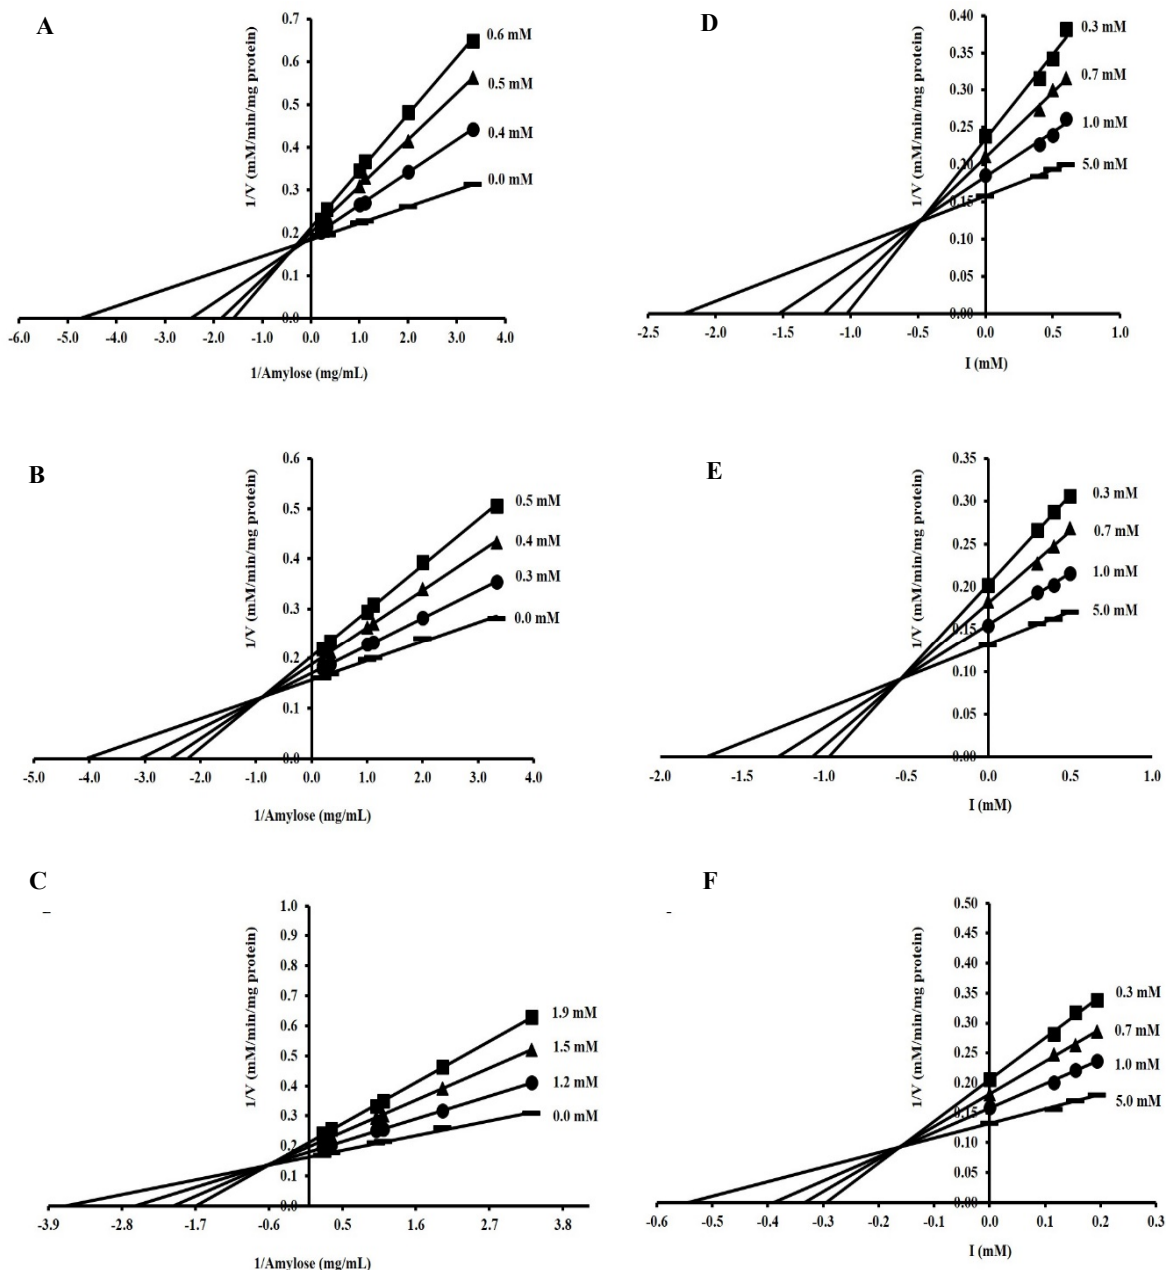 A
1/V (mM/min/mg protein)
0.7
0.6
0.5
0.4
0.3
0.2
0.1
0.0
0.6 mM
0.5 mM
0.4 mM
0.0 mM
-6.0 -5.0 -4.0 -3.0 -2.0 -1.0 0.0 1.0 2.0 3.0 4.0
1/Amylose (mg/mL)
D
1/V (mM/min/mg protein)
0.40
0.35
0.30
0.25
0.20
0.15
0.10
0.05
0.00
0.3 mM
0.7 mM
1.0 mM
5.0 mM
-2.5 -2.0 -1.5 -1.0 -0.5 0.0 0.5 1.0
I (mM)
B
1/V (mM/min/mg protein)
0.6
0.5
0.4
0.3
0.2
0.1
0.0
0.5 mM
0.4 mM
0.3 mM
0.0 mM
-5.0 -4.0 -3.0 -2.0 -1.0 0.0 1.0 2.0 3.0 4.0
1/Amylose (mg/mL)
E
1/V (mM/min/mg protein)
0.35
0.30
0.25
0.20
0.15
0.10
0.05
0.00
0.3 mM
0.7 mM
1.0 mM
5.0 mM
-2.0 -1.5 -1.0 -0.5 0.0 0.5 1.0
I (mM)
C
1/V (mM/min/mg protein)
1.0
0.9
0.8
0.7
0.6
0.5
0.4
0.3
0.2
0.1
0.0
1.9 mM
1.5 mM
1.2 mM
0.0 mM
-3.9 -2.8 -1.7 -0.6 0.5 1.6 2.7 3.8
1/Amylose (mg/mL)
F
1/V (mM/min/mg protein)
0.50
0.45
0.40
0.35
0.30
0.25
0.20
0.15
0.10
0.05
0.00
0.3 mM
0.7 mM
1.0 mM
5.0 mM
-0.6 -0.5 -0.4 -0.3 -0.2 -0.1 0.0 0.1 0.2 0.3
I (mM)